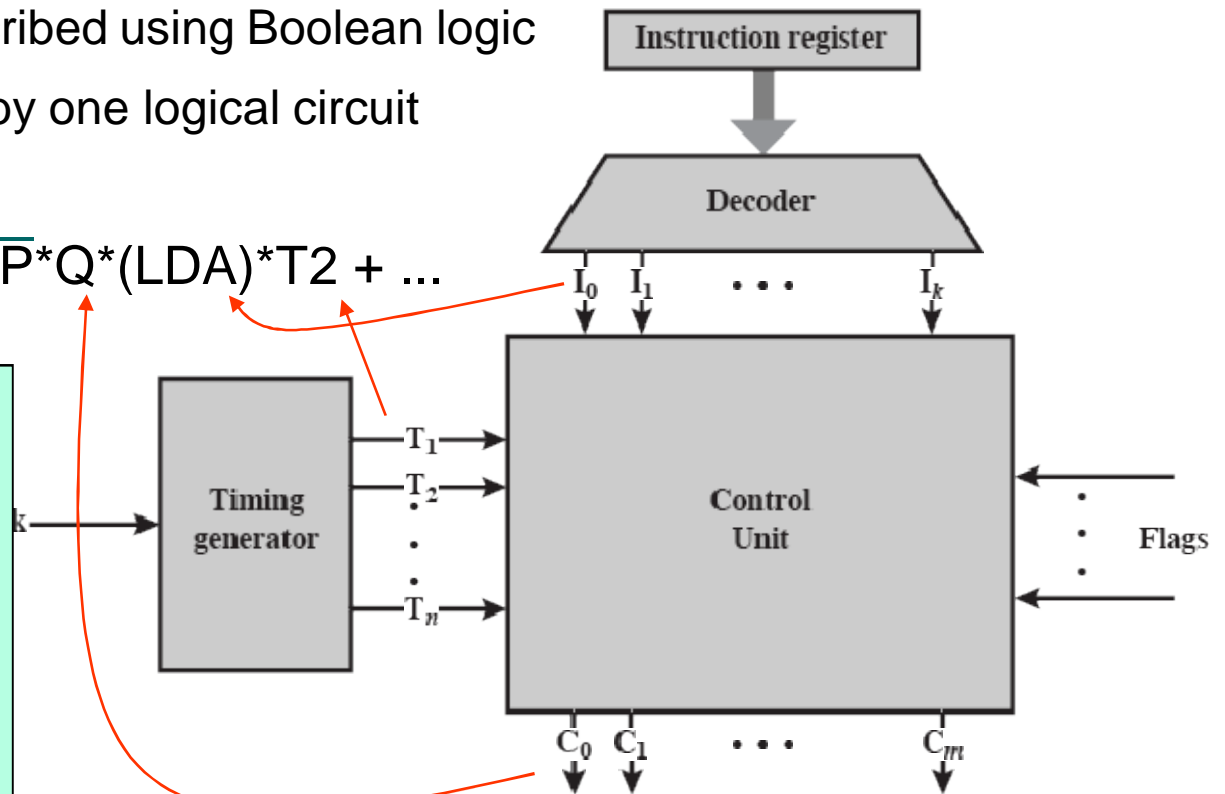 ribed using Boolean logic
by one logical circuit
P̅*Q*(LDA)*T2 + ...
Instruction register
Decoder
I0 I1 • • • Ik
k
Timing
generator
T1
T2
Tn
Control
Unit
Flags
C0 C1 • • • Cm